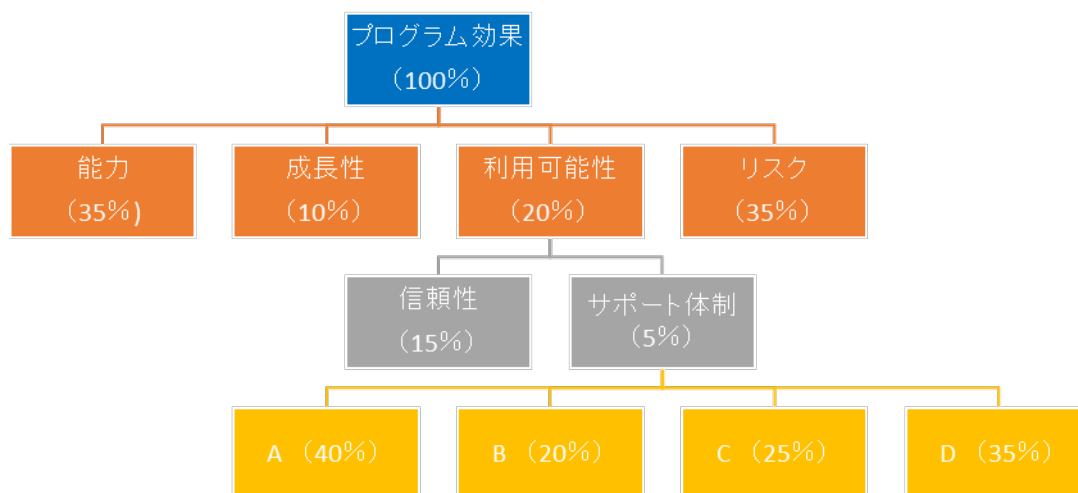 プログラム効果
（100%）
能力
（35%）
成長性
（10%）
利用可能性
（20%）
リスク
（35%）
信頼性
（15%）
サポート体制
（5%）
A （40%）
B （20%）
C （25%）
D （35%）